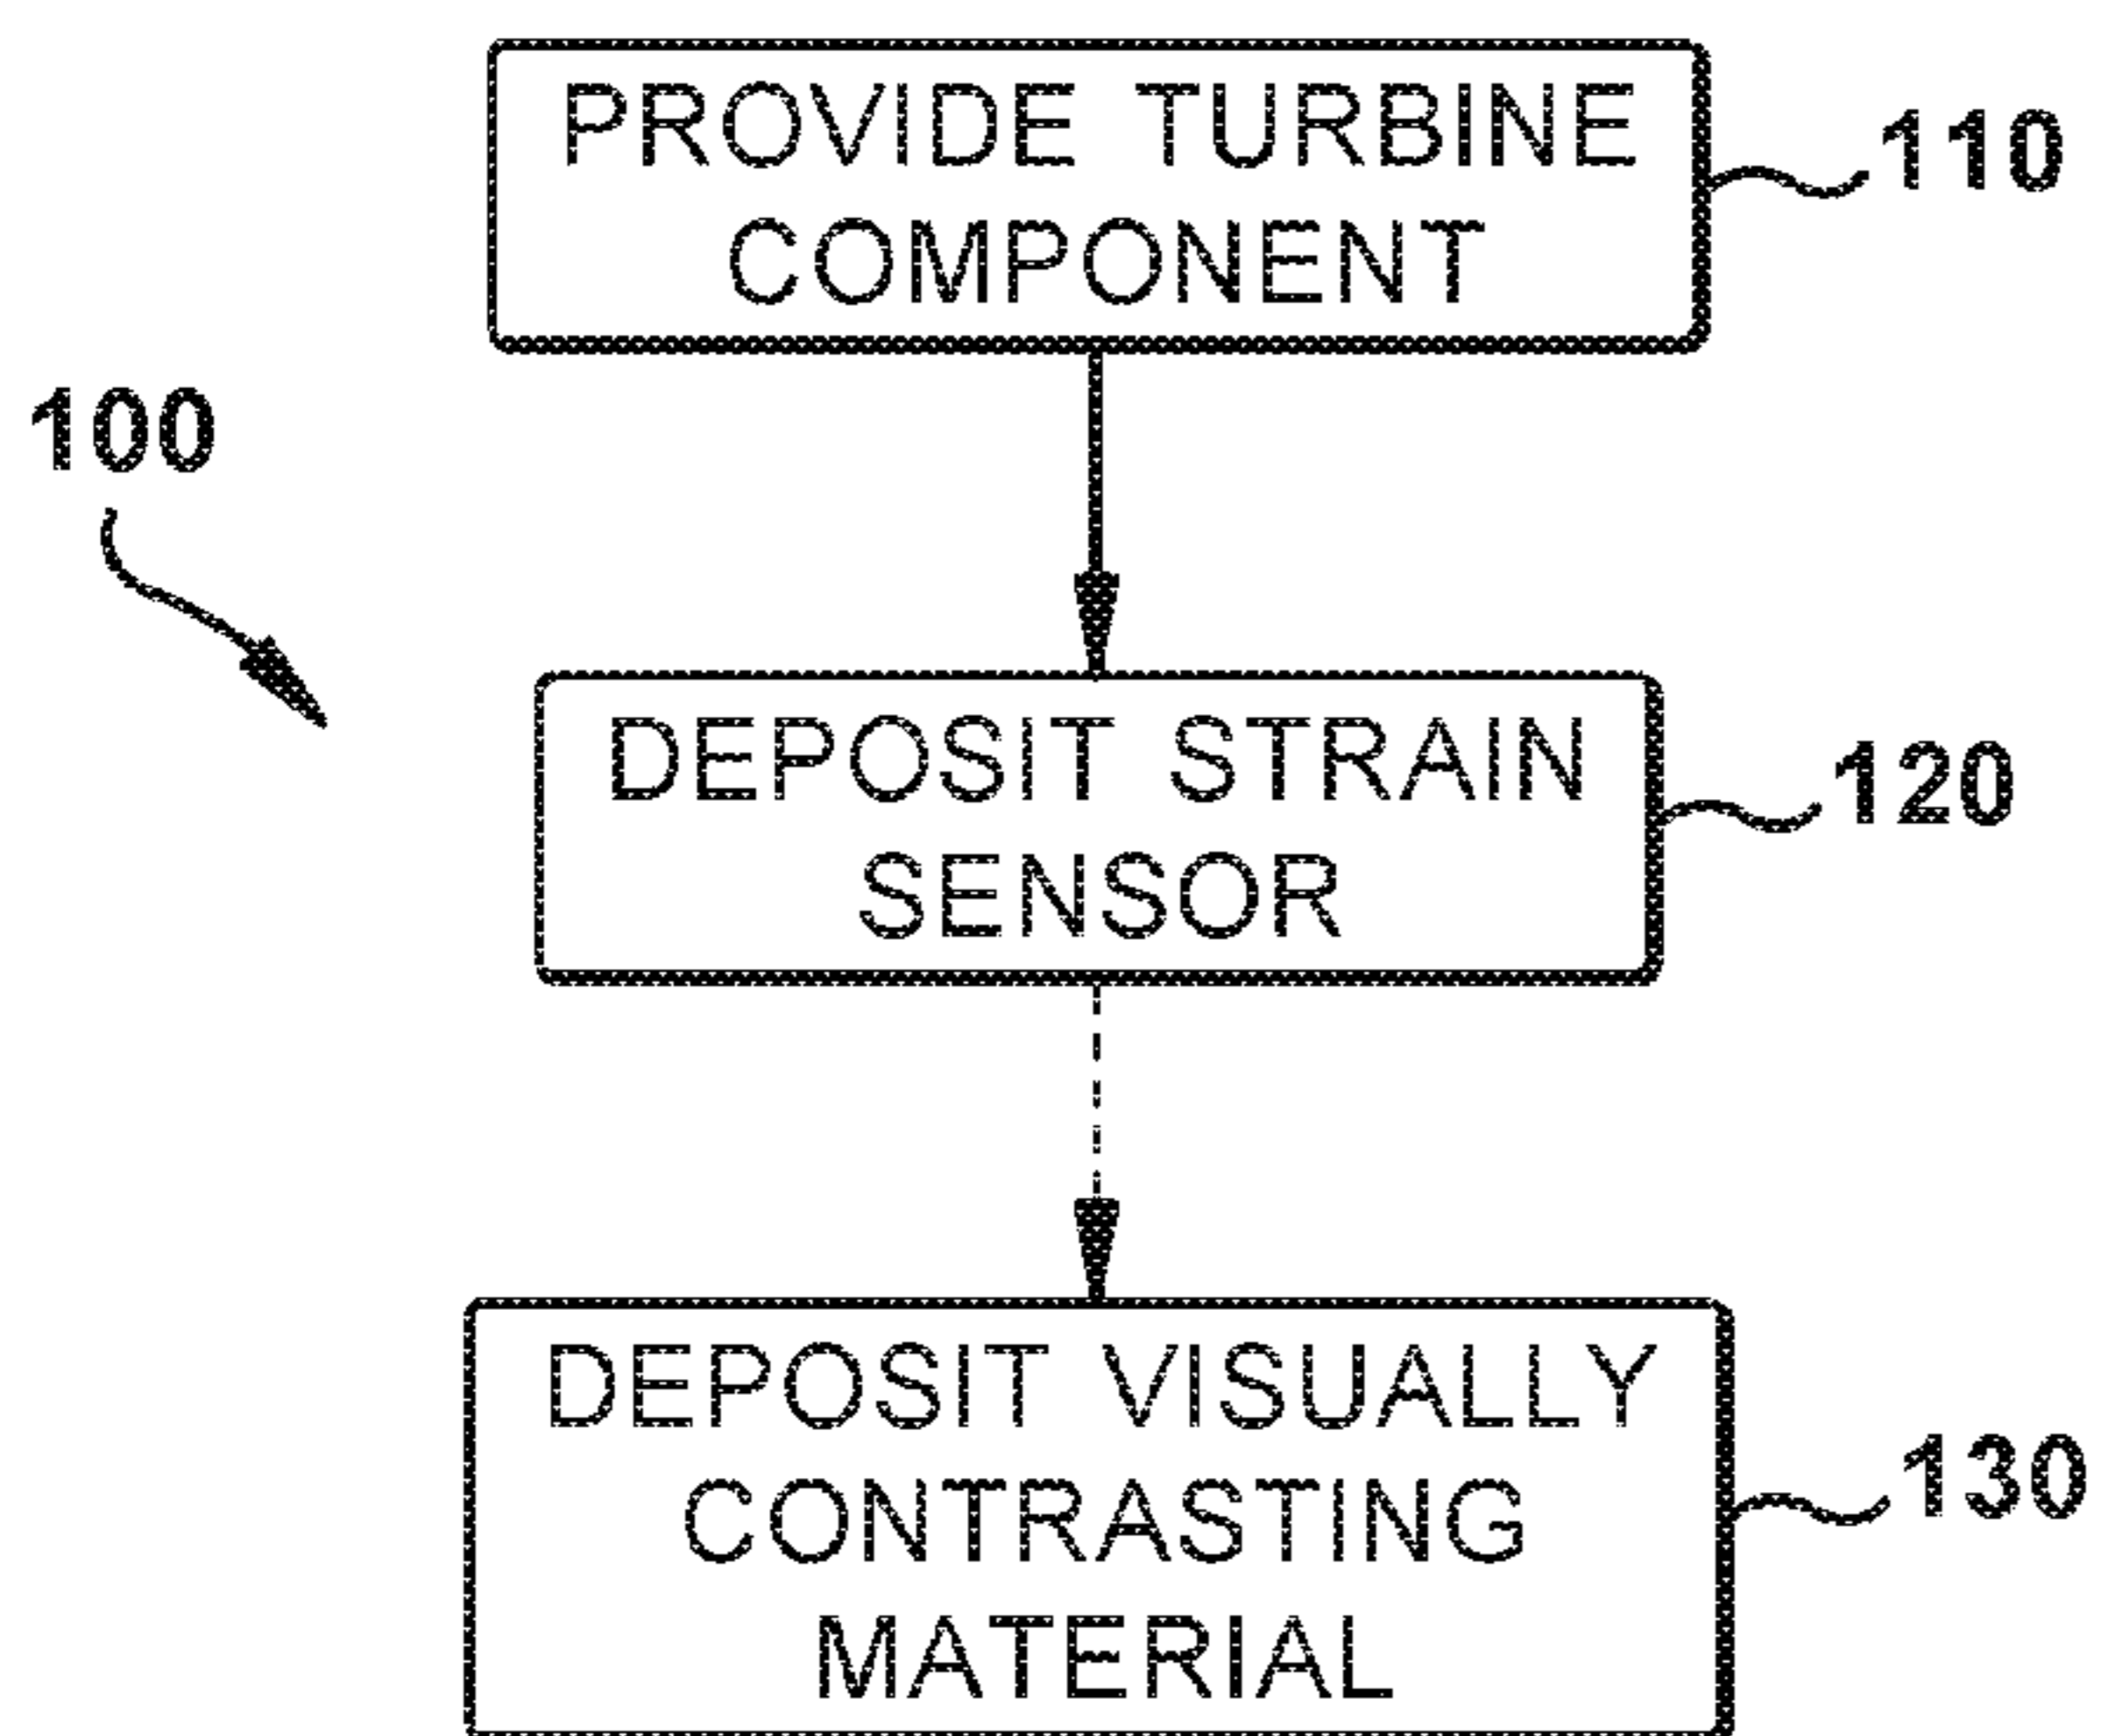 PROVIDE TURBINE
COMPONENT
110
100
DEPOSIT STRAIN
SENSOR
120
DEPOSIT VISUALLY
CONTRASTING
MATERIAL
130